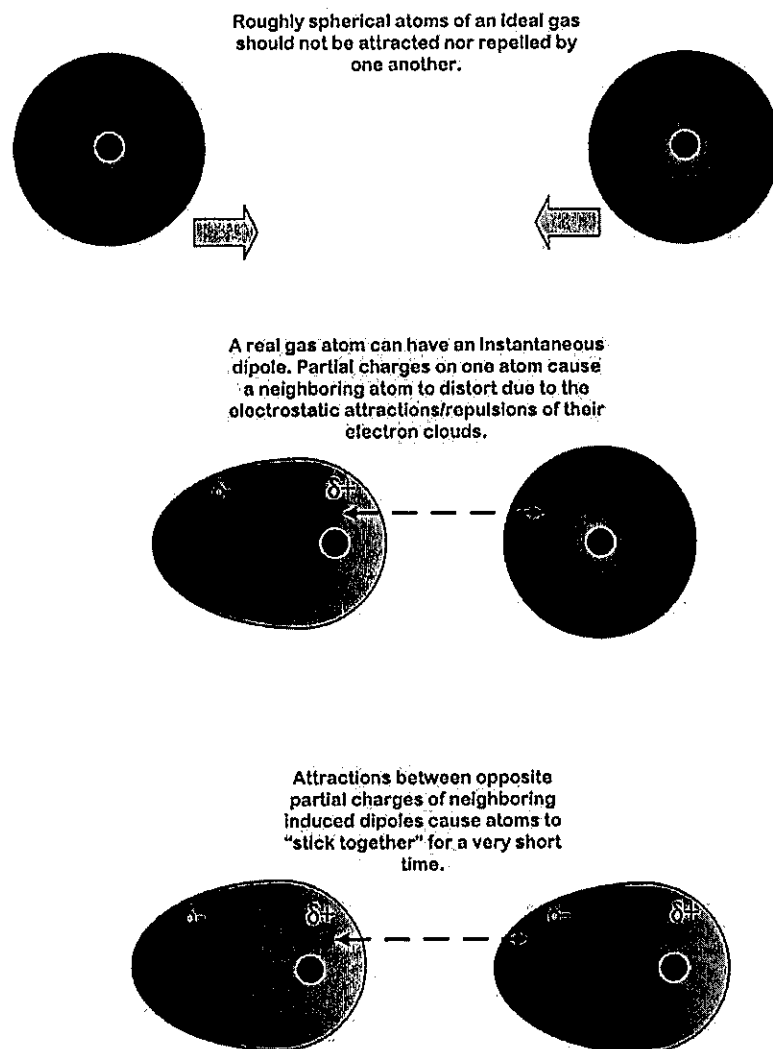 Roughly spherical atoms of an ideal gas
should not be attracted nor repelled by
one another.
A real gas atom can have an instantaneous
dipole. Partial charges on one atom cause
a neighboring atom to distort due to the
electrostatic attractions/repulsions of their
electron clouds.
δ- δ+
Attractions between opposite
partial charges of neighboring
induced dipoles cause atoms to
"stick together" for a very short
time.
δ- δ+ δ- δ+